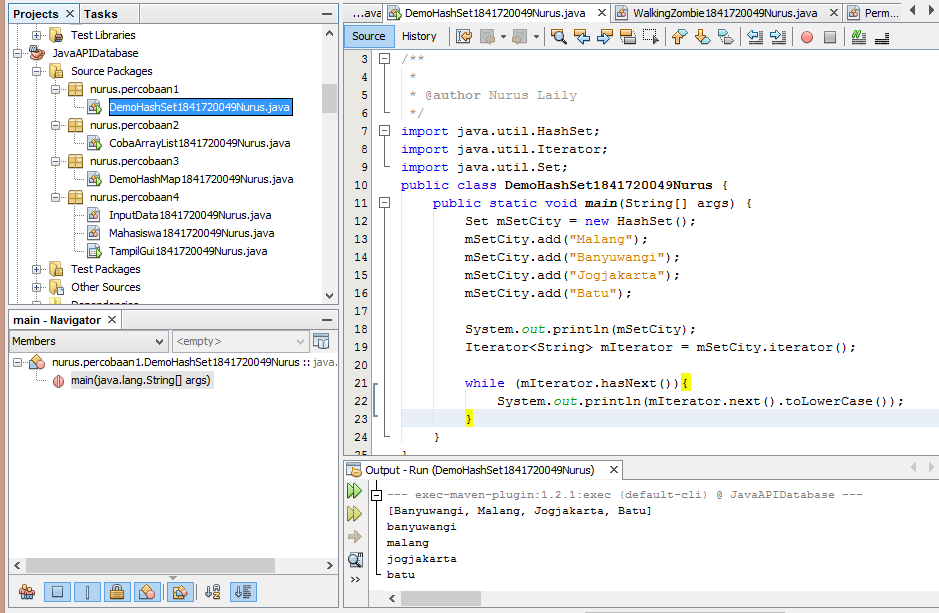 Projects Tasks
Test Libraries
JavaAPIDatabase
Source Packages
nurus.percobaan1
DemoHashSet1841720049Nurus.java
nurus.percobaan2
CobaArrayList1841720049Nurus.java
nurus.percobaan3
DemoHashMap1841720049Nurus.java
nurus.percobaan4
InputData1841720049Nurus.java
Mahasiswa1841720049Nurus.java
TampilGui1841720049Nurus.java
Test Packages
Other Sources
main - Navigator
Members <empty>
nurus.percobaan1.DemoHashSet1841720049Nurus :: java.
main(java.lang.String[] args)
...ava DemoHashSet1841720049Nurus.java WalkingZombie1841720049Nurus.java Perm...
Source History
3 /**
4 *
5 * @author Nurus Laily
6 */
7 import java.util.HashSet;
8 import java.util.Iterator;
9 import java.util.Set;
10 public class DemoHashSet1841720049Nurus {
11 public static void main(String[] args) {
12 Set mSetCity = new HashSet();
13 mSetCity.add("Malang");
14 mSetCity.add("Banyuwangi");
15 mSetCity.add("Jogjakarta");
16 mSetCity.add("Batu");
17
18 System.out.println(mSetCity);
19 Iterator<String> mIterator = mSetCity.iterator();
20
21 while (mIterator.hasNext()){
22 System.out.println(mIterator.next().toLowerCase());
23 }
24 }
25 }
Output - Run (DemoHashSet1841720049Nurus)
--- exec-maven-plugin:1.2.1:exec (default-cli) @ JavaAPIDatabase ---
[Banyuwangi, Malang, Jogjakarta, Batu]
banyuwangi
malang
jogjakarta
batu